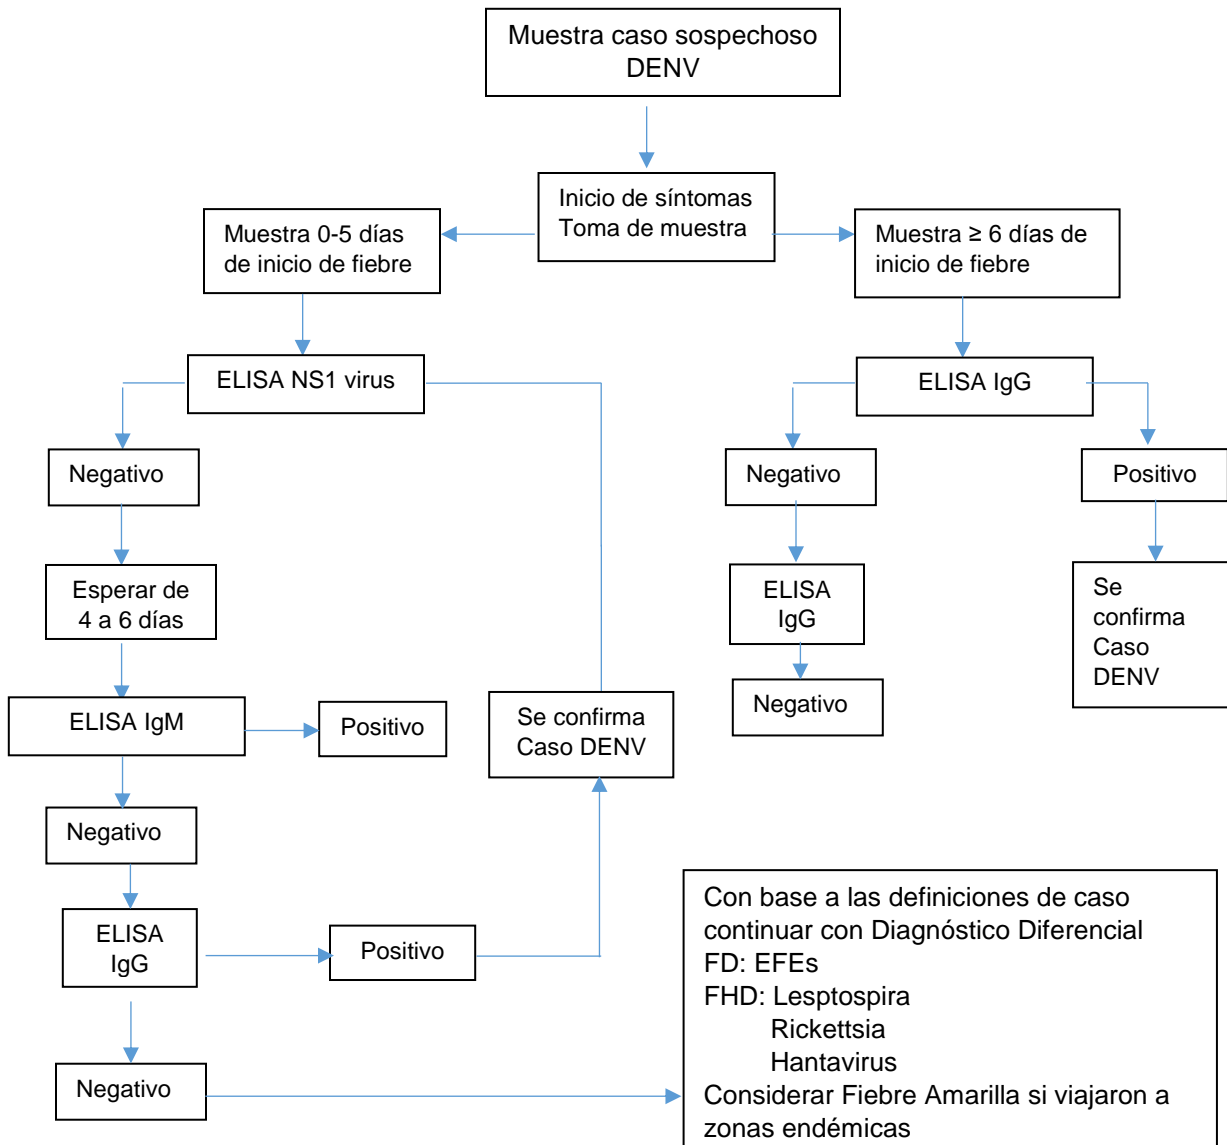 Muestra caso sospechoso
DENV
Inicio de síntomas
Toma de muestra
Muestra 0-5 días
de inicio de fiebre
Muestra ≥ 6 días de
inicio de fiebre
ELISA NS1 virus
ELISA IgG
Negativo
Negativo
Positivo
Esperar de
4 a 6 días
ELISA
IgG
Se
confirma
Caso
DENV
ELISA IgM
Positivo
Se confirma
Caso DENV
Negativo
Negativo
ELISA
IgG
Positivo
Negativo
Con base a las definiciones de caso
continuar con Diagnóstico Diferencial
FD: EFEs
FHD: Lesptospira
Rickettsia
Hantavirus
Considerar Fiebre Amarilla si viajaron a
zonas endémicas